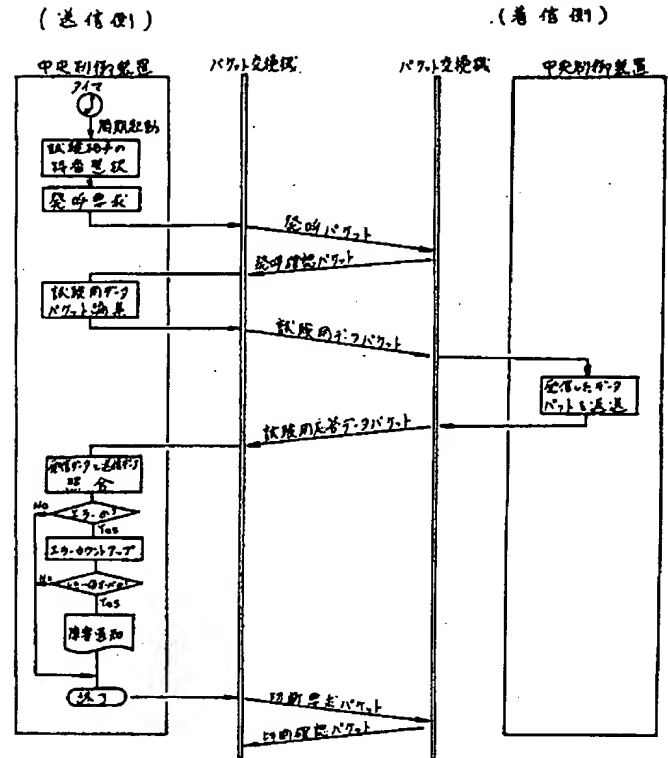 (送信側)
(着信側)
中央制御装置
パケット交換機
パケット交換機
中央制御装置
タイマ
周期起動
試験相手の
発呼要求
発呼パケット
発呼確認パケット
試験用データ
パケット編集
試験用データパケット
受信したデータ
パケットを返送
試験用応答データパケット
受信データと送信データ
照合
No
エラーか?
Yes
エラーカウントアップ
No
Yes
障害通知
終了
切断要求パケット
切断確認パケット